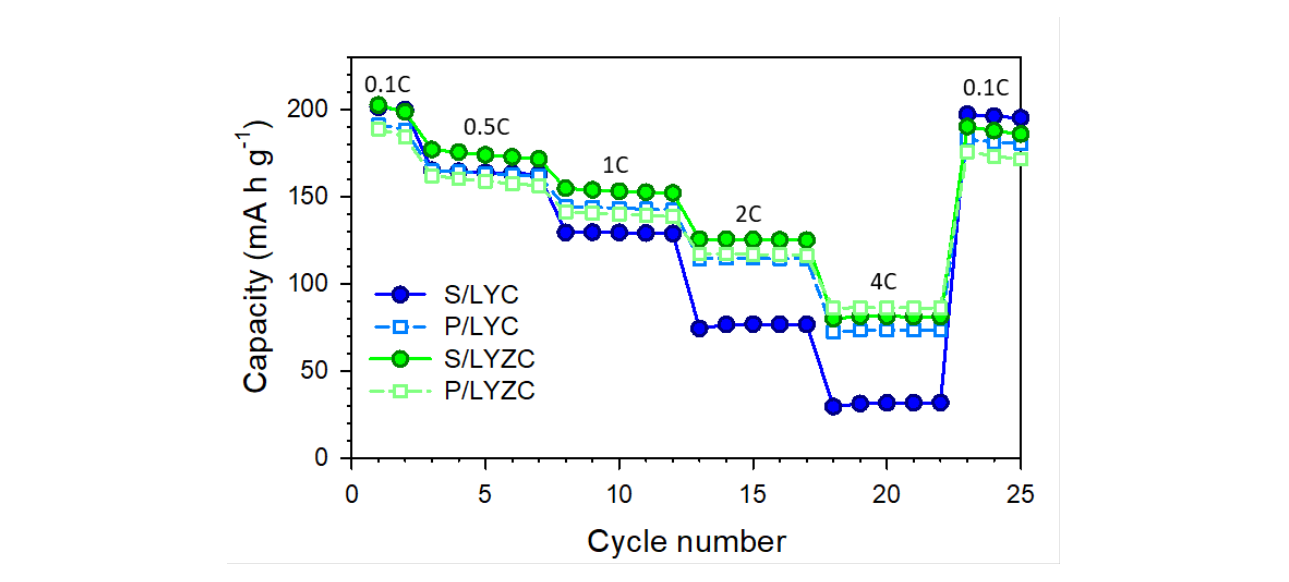 0.1C
0.5C
1C
2C
4C
0.1C
200
150
100
50
0
Capacity (mA h g-1)
S/LYC
P/LYC
S/LYZC
P/LYZC
0 5 10 15 20 25
Cycle number